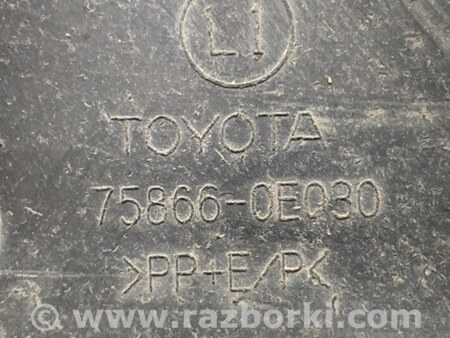 L1
TOYOTA
75866-0E030
>PP+E/P<
www.razborki.com